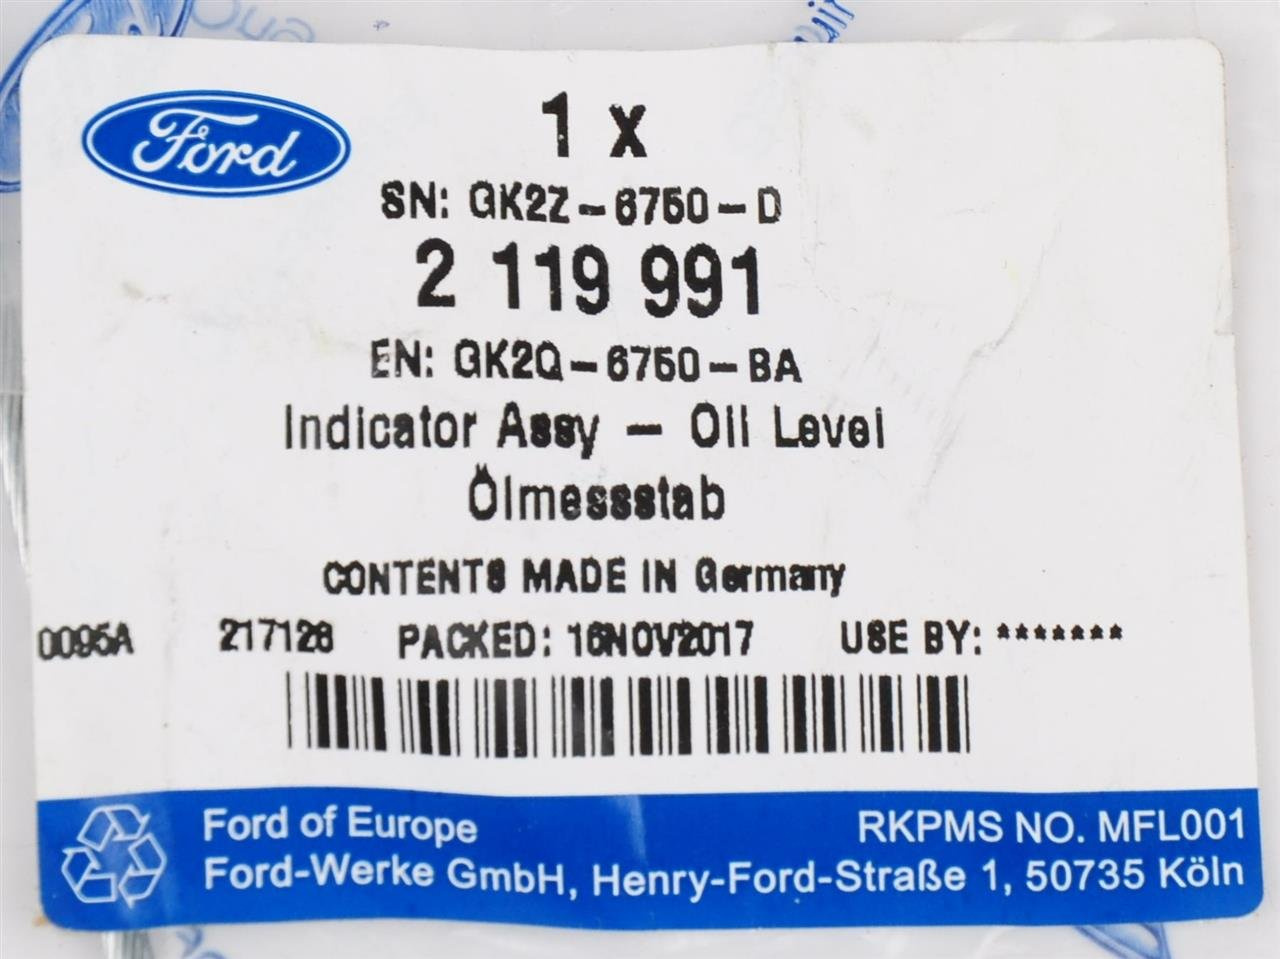 Ford
1 x
SN: GK2Z-6750-D
2 119 991
EN: GK2Q-6750-BA
Indicator Assy - Oil Level
Ölmessstab
CONTENTS MADE IN Germany
0095A 217128 PACKED: 16NOV2017 USE BY: *******
Ford of Europe RKPMS NO. MFL001
Ford-Werke GmbH, Henry-Ford-Straße 1, 50735 Köln